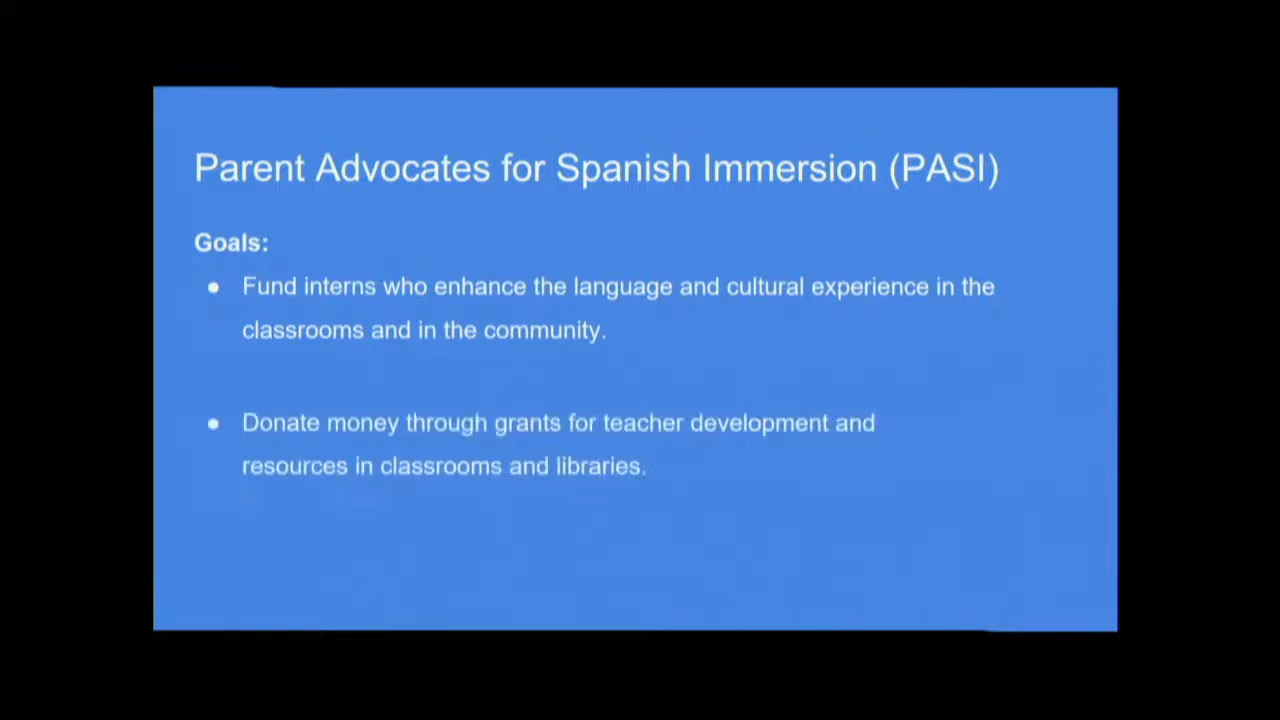 Parent Advocates for Spanish Immersion (PASI)
Goals:
● Fund interns who enhance the language and cultural experience in the
classrooms and in the community.
● Donate money through grants for teacher development and
resources in classrooms and libraries.